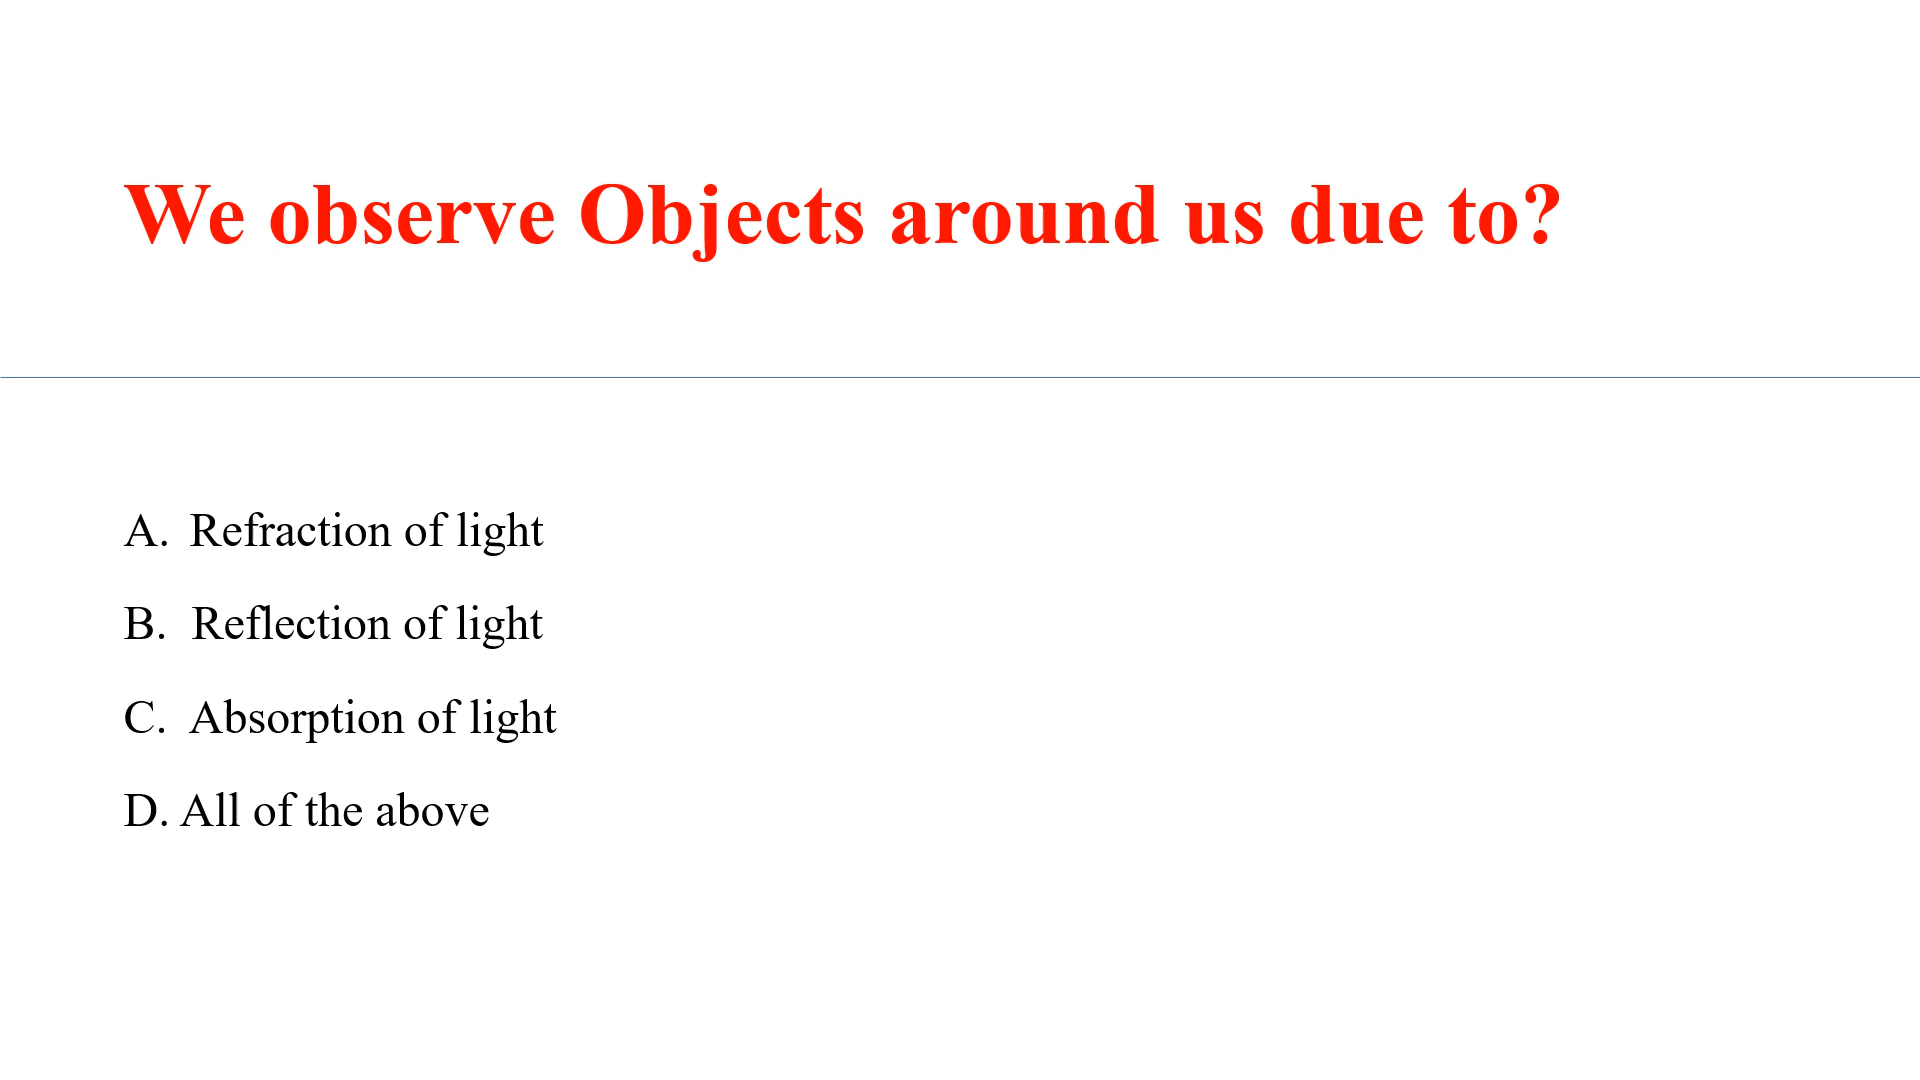 We observe Objects around us due to?
A. Refraction of light
B. Reflection of light
C. Absorption of light
D. All of the above